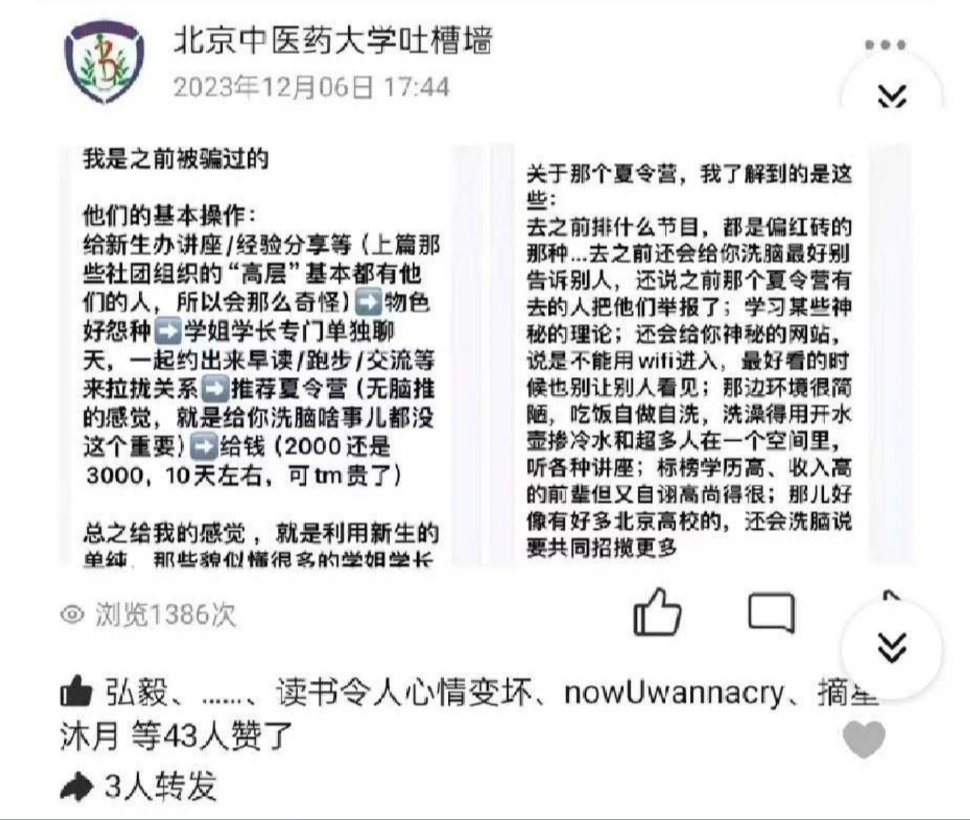 北京中医药大学吐槽墙
2023年12月06日 17:44
我是之前被骗过的
他们的基本操作：
给新生办讲座/经验分享等（上篇那
些社团组织的“高层”基本都有他
们的人，所以会那么奇怪）➡物色
好怨种➡学姐学长专门单独聊
天，一起约出来早读/跑步/交流等
来拉拢关系➡推荐夏令营（无脑推
的感觉，就是给你洗脑啥事儿都没
这个重要）➡给钱（2000还是
3000，10天左右，可tm贵了）
总之给我的感觉，就是利用新生的
单纯，那些貌似懂很多的学姐学长
关于那个夏令营，我了解到的是这
些：
去之前排什么节目，都是偏红砖的
那种...去之前还会给你洗脑最好别
告诉别人，还说之前那个夏令营有
去的人把他们举报了；学习某些神
秘的理论；还会给你神秘的网站，
说是不能用wifi进入，最好看的时
候也别让别人看见；那边环境很简
陋，吃饭自做自洗，洗澡得用开水
壶掺冷水和超多人在一个空间里，
听各种讲座；标榜学历高、收入高
的前辈但又自诩高尚得很；那儿好
像有好多北京高校的，还会洗脑说
要共同招揽更多
浏览1386次
弘毅、......、读书令人心情变坏、nowUwannacry、摘星
沐月 等43人赞了
3人转发